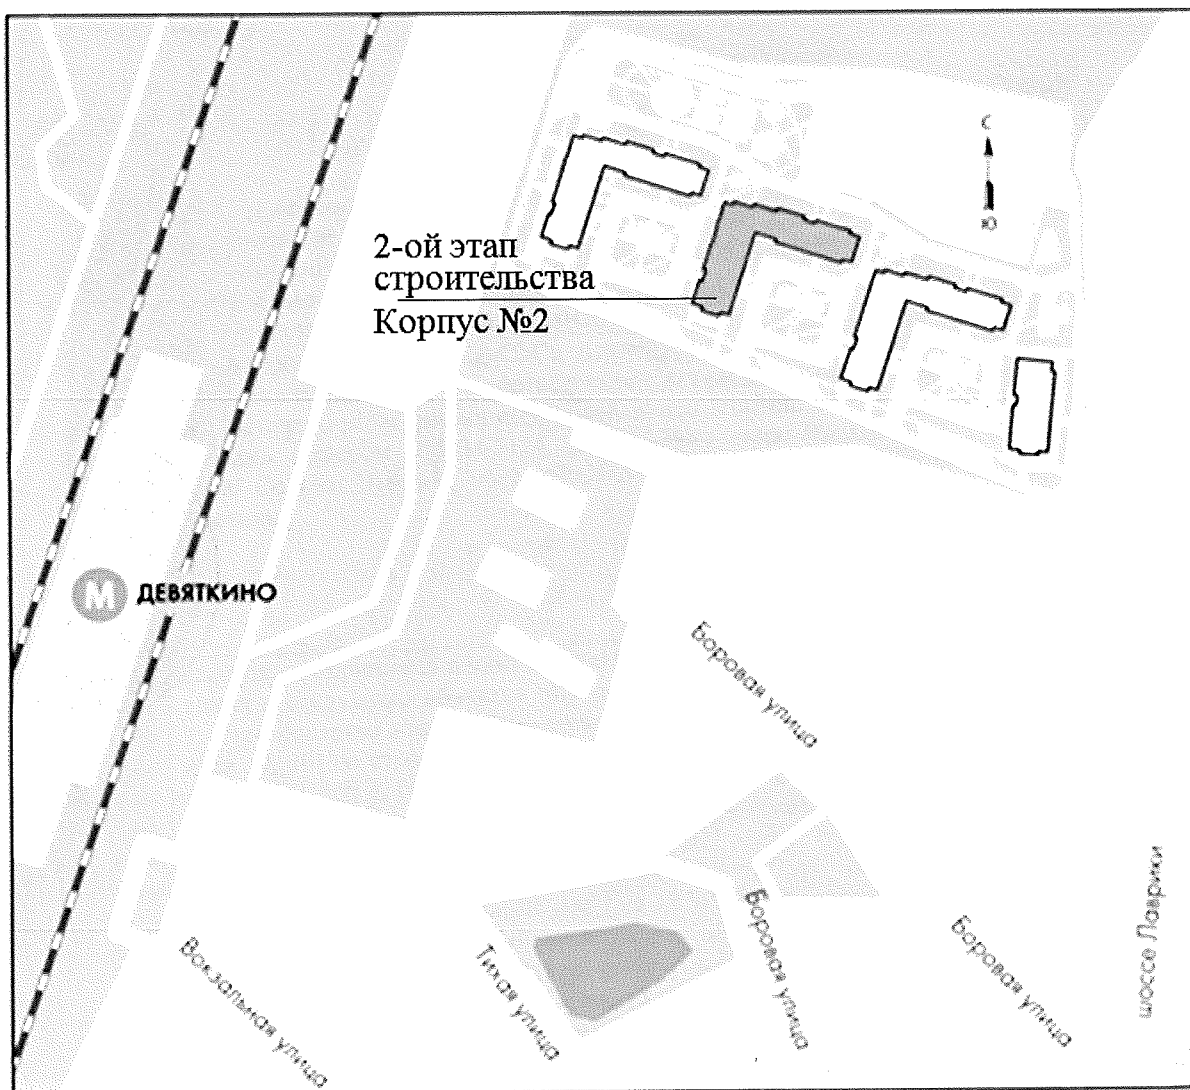 С
Ю
2-ой этап
строительства
Корпус №2
М ДЕВЯТКИНО
Боровая улица
Вокзальная улица
Тихая улица
Боровая улица
Боровая улица
шоссе Лаврики